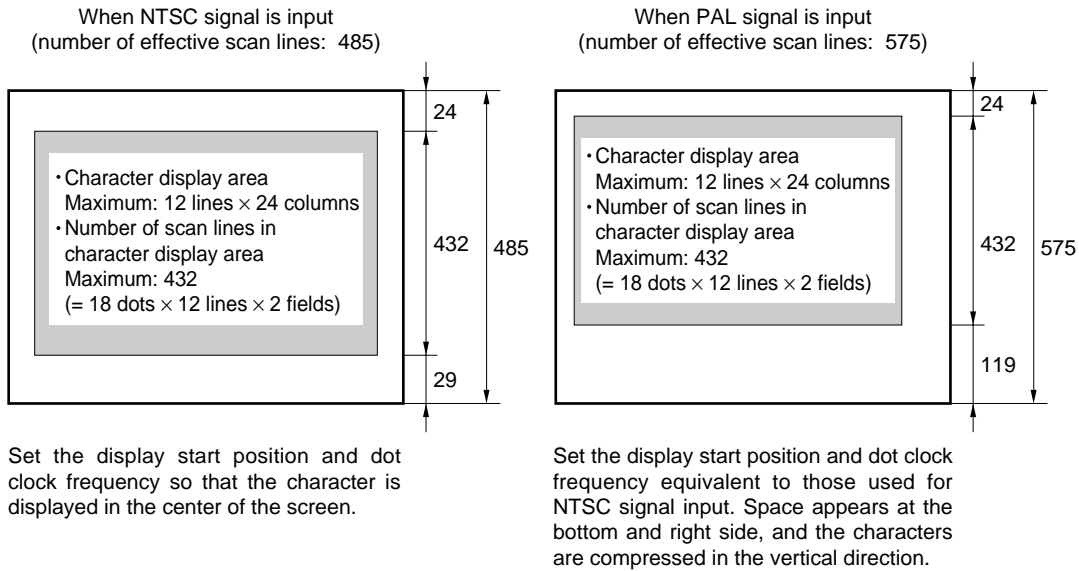 When NTSC signal is input
(number of effective scan lines: 485)
24
・Character display area
Maximum: 12 lines × 24 columns
・Number of scan lines in
character display area
Maximum: 432
(= 18 dots × 12 lines × 2 fields)
432
485
29
Set the display start position and dot
clock frequency so that the character is
displayed in the center of the screen.
When PAL signal is input
(number of effective scan lines: 575)
24
・Character display area
Maximum: 12 lines × 24 columns
・Number of scan lines in
character display area
Maximum: 432
(= 18 dots × 12 lines × 2 fields)
432
575
119
Set the display start position and dot clock
frequency equivalent to those used for
NTSC signal input. Space appears at the
bottom and right side, and the characters
are compressed in the vertical direction.